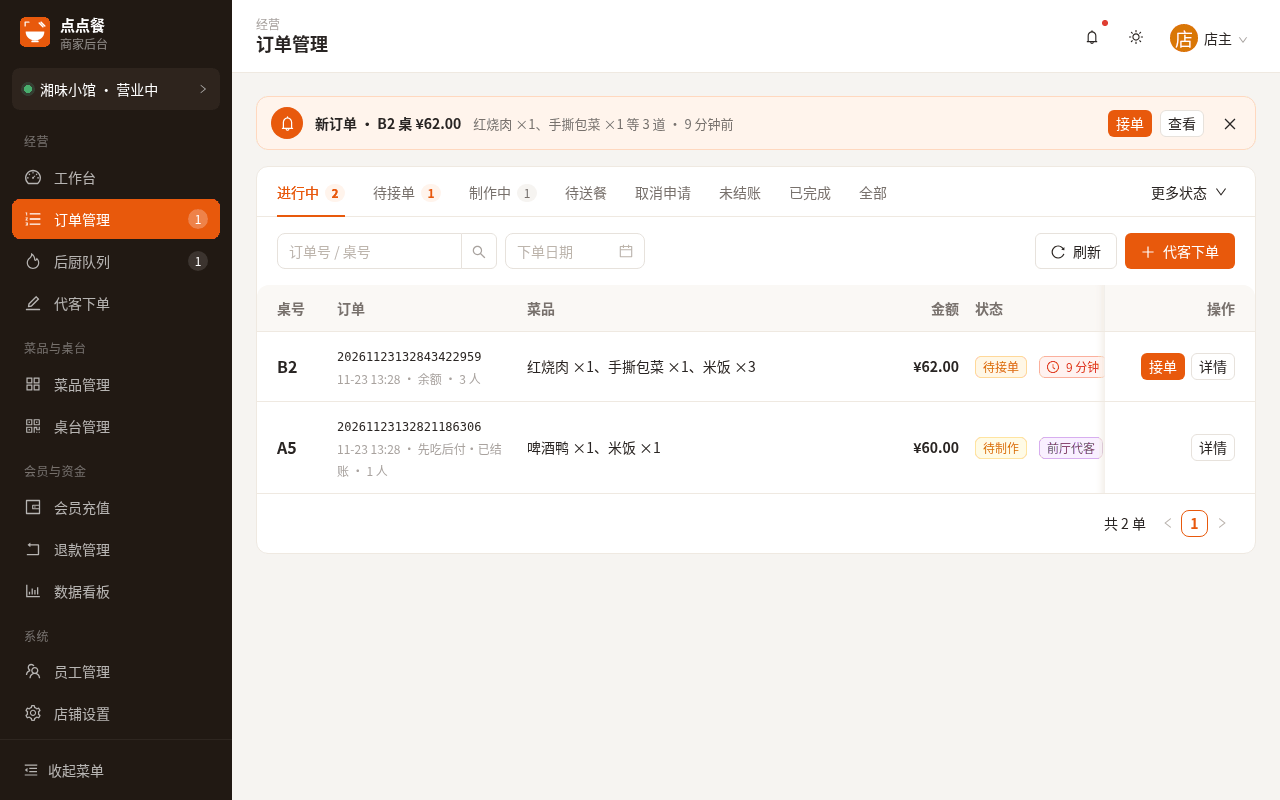 点点餐
商家后台
湘味小馆 · 营业中
经营
工作台
订单管理 1
后厨队列 1
代客下单
菜品与桌台
菜品管理
桌台管理
会员与资金
会员充值
退款管理
数据看板
系统
员工管理
店铺设置
收起菜单
经营
订单管理
店 店主
新订单 · B2 桌 ¥62.00 红烧肉 ×1、手撕包菜 ×1 等 3 道 · 9 分钟前 接单 查看
进行中 2 待接单 1 制作中 1 待送餐 取消申请 未结账 已完成 全部 更多状态
订单号 / 桌号 下单日期 刷新 代客下单
桌号 订单 菜品 金额 状态 操作
B2 20261123132843422959 红烧肉 ×1、手撕包菜 ×1、米饭 ×3 ¥62.00 待接单 9 分钟 接单 详情
11-23 13:28 · 余额 · 3 人
A5 20261123132821186306 啤酒鸭 ×1、米饭 ×1 ¥60.00 待制作 前厅代客 详情
11-23 13:28 · 先吃后付·已结
账 · 1 人
共 2 单 1